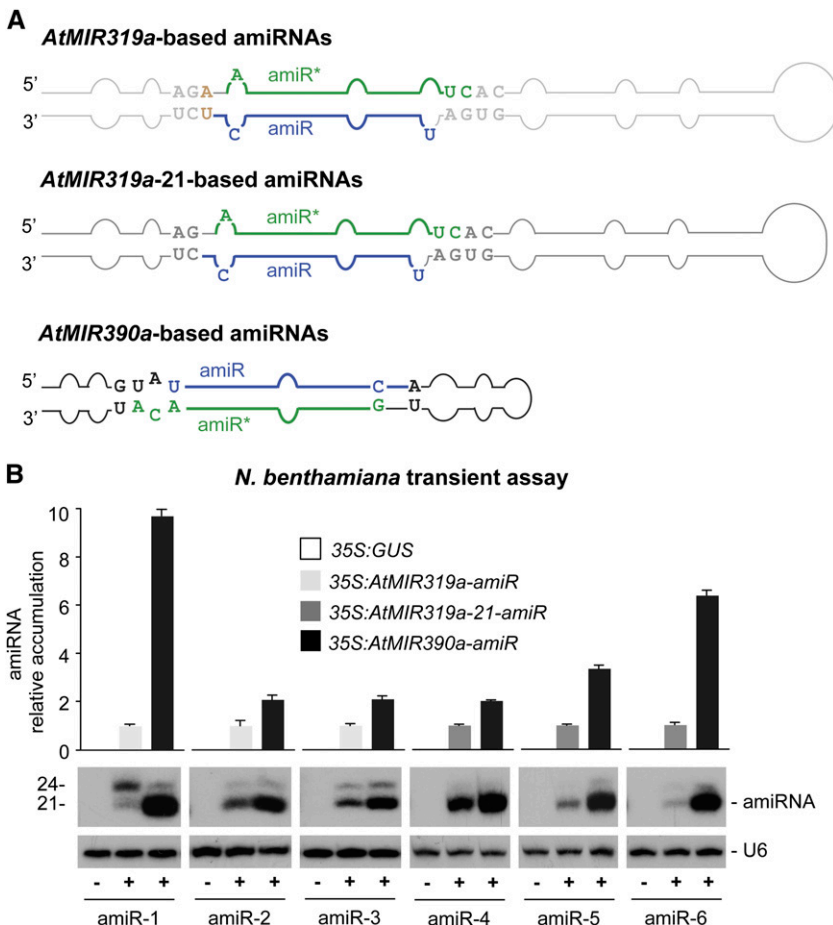 A
AtMIR319a-based amiRNAs
A
5' AGA amiR* UCAC
3' UCU amiR AGUG
C U
AtMIR319a-21-based amiRNAs
A
5' AG amiR* UCAC
3' UC amiR AGUG
C U
AtMIR390a-based amiRNAs
5' GUAU amiR C A
3' UACA amiR* G U
B
N. benthamiana transient assay
amiRNA
relative accumulation
10
8
6
4
2
0
35S:GUS
35S:AtMIR319a-amiR
35S:AtMIR319a-21-amiR
35S:AtMIR390a-amiR
24-
21-
- amiRNA
- U6
- + + - + + - + + - + + - + + - + +
amiR-1 amiR-2 amiR-3 amiR-4 amiR-5 amiR-6